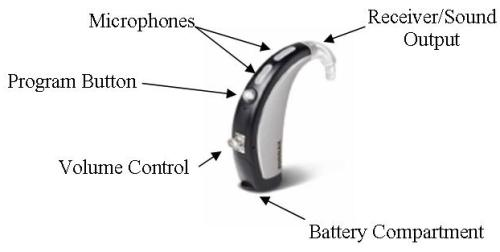 Microphones
Receiver/Sound
Output
Program Button
Volume Control
Battery Compartment